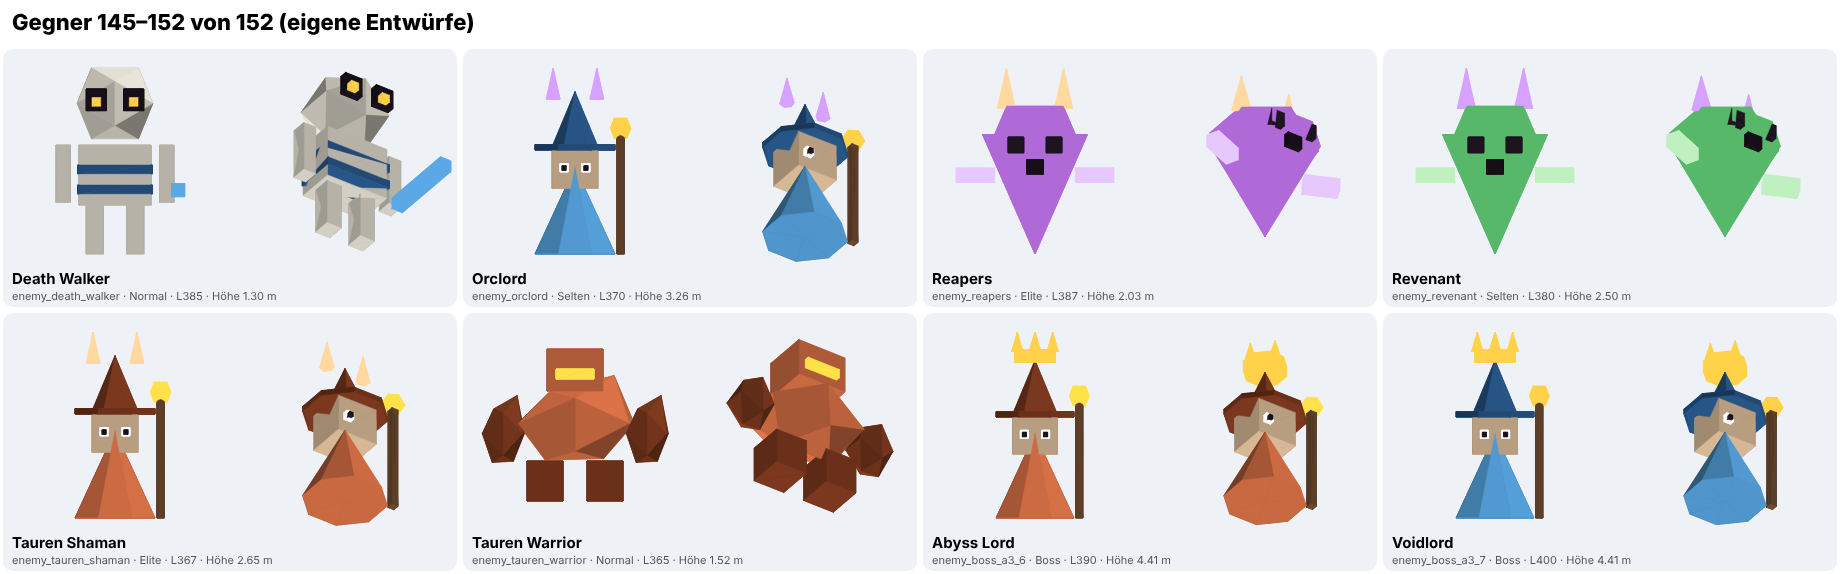 Gegner 145–152 von 152 (eigene Entwürfe)
Death Walker
enemy_death_walker · Normal · L385 · Höhe 1.30 m
Orclord
enemy_orclord · Selten · L370 · Höhe 3.26 m
Reapers
enemy_reapers · Elite · L387 · Höhe 2.03 m
Revenant
enemy_revenant · Selten · L380 · Höhe 2.50 m
Tauren Shaman
enemy_tauren_shaman · Elite · L367 · Höhe 2.65 m
Tauren Warrior
enemy_tauren_warrior · Normal · L365 · Höhe 1.52 m
Abyss Lord
enemy_boss_a3_6 · Boss · L390 · Höhe 4.41 m
Voidlord
enemy_boss_a3_7 · Boss · L400 · Höhe 4.41 m